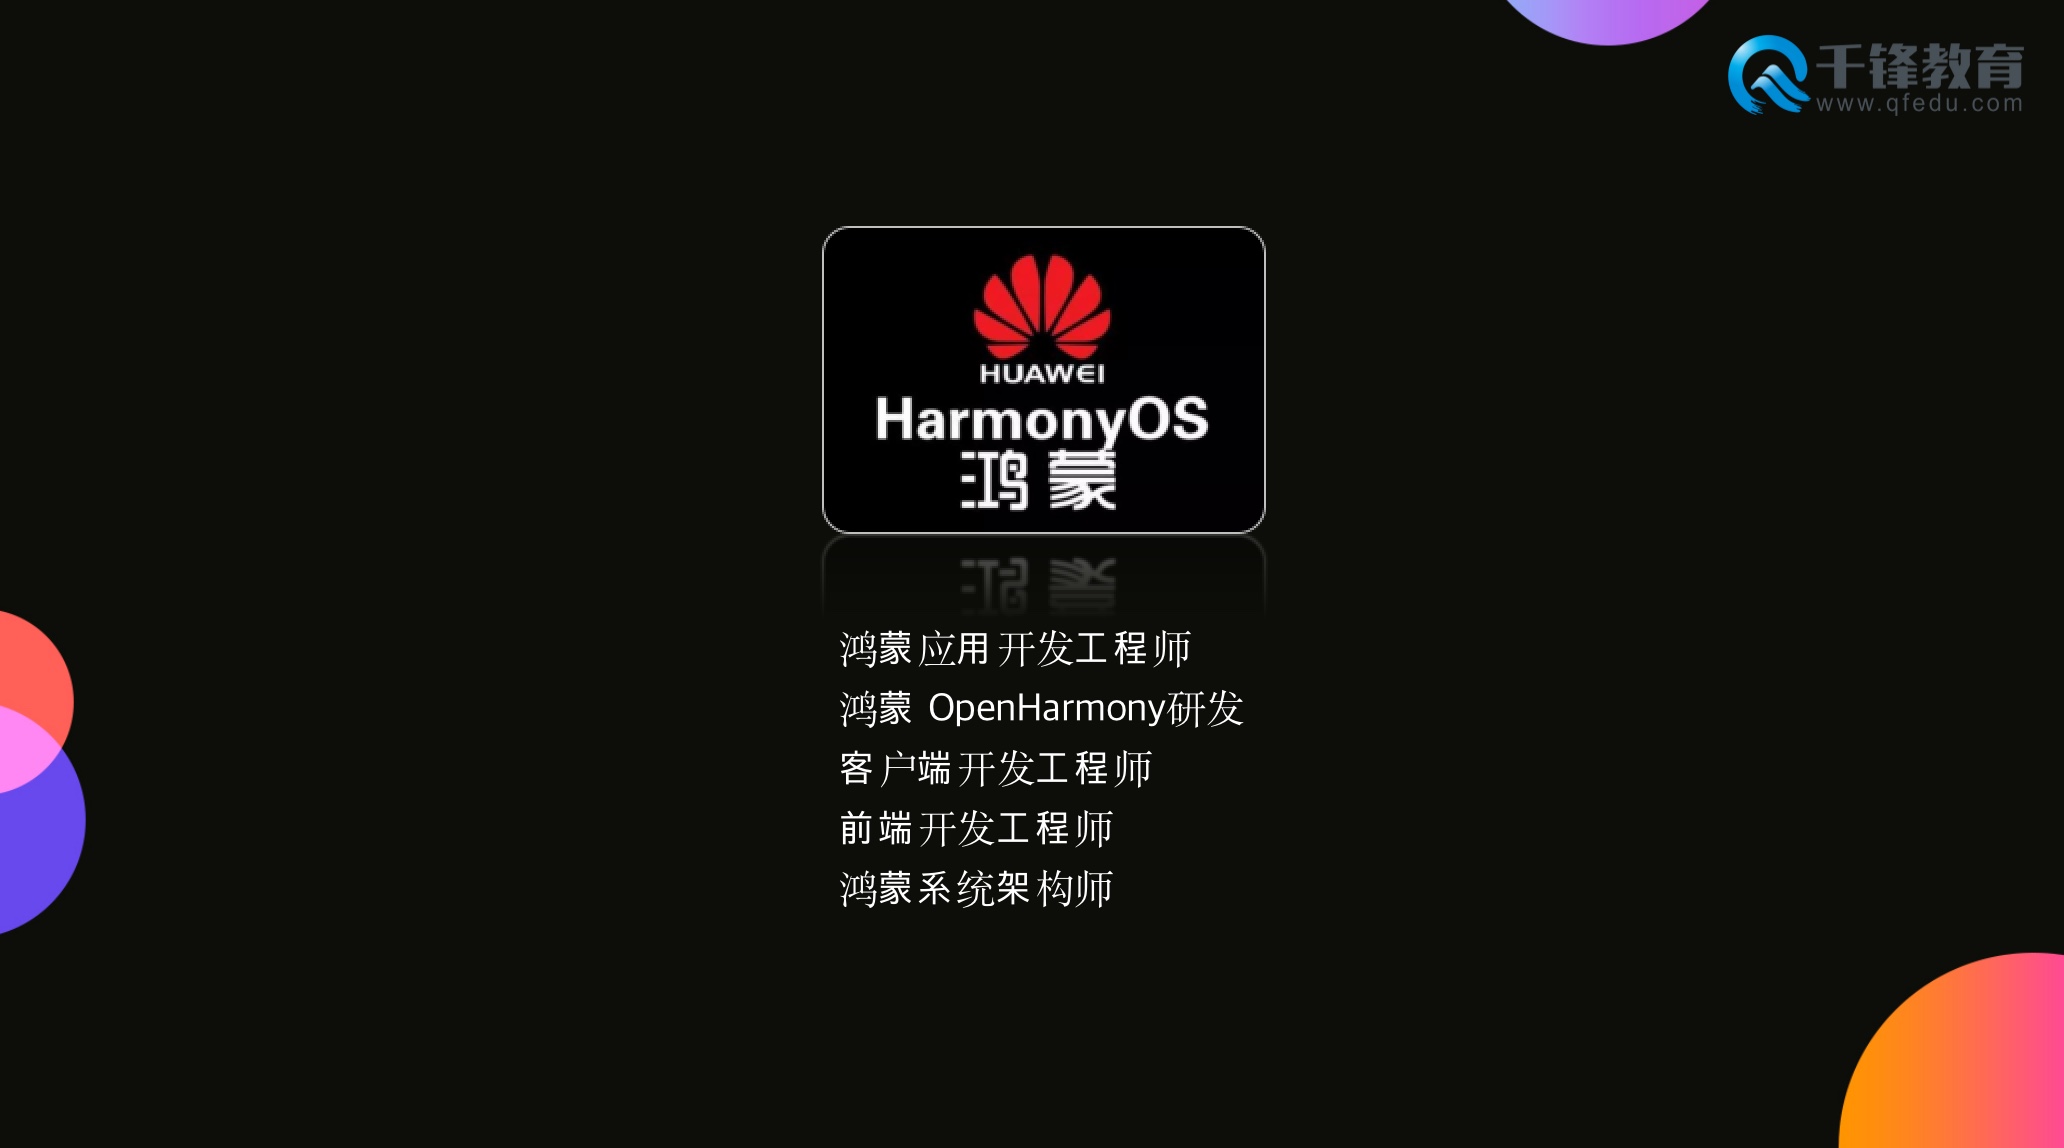 千锋教育
www.qfedu.com
HUAWEI
HarmonyOS
鸿蒙
鸿蒙应用开发工程师
鸿蒙 OpenHarmony研发
客户端开发工程师
前端开发工程师
鸿蒙系统架构师